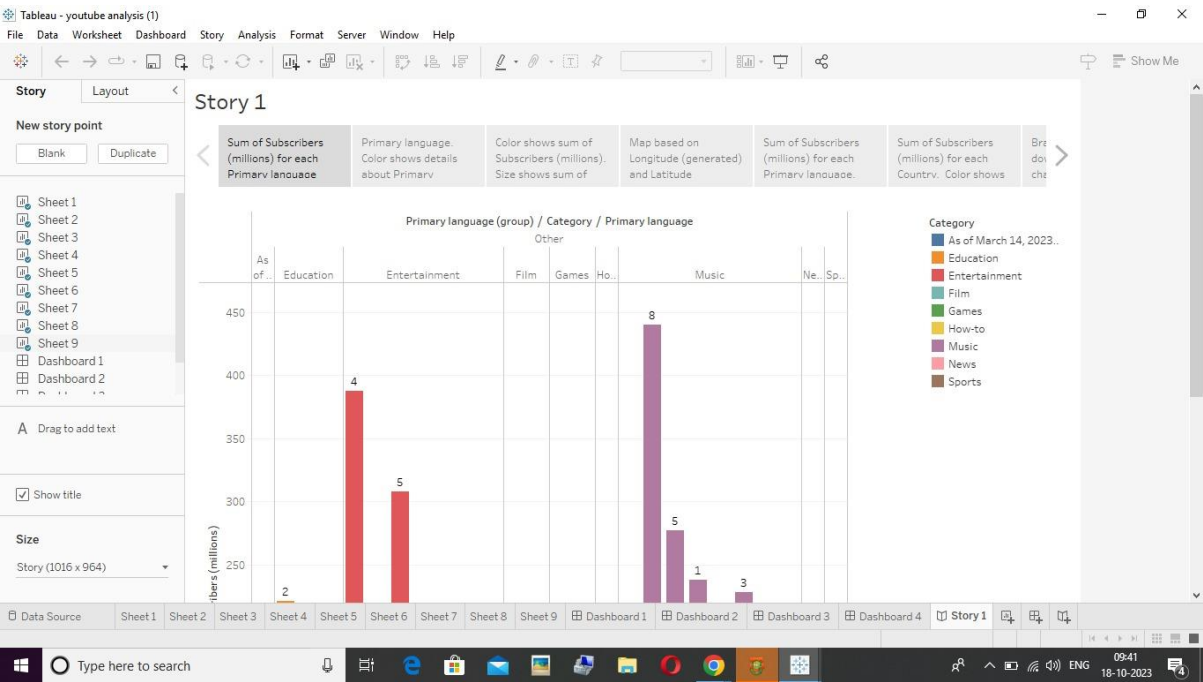 Tableau - youtube analysis (1)
File Data Worksheet Dashboard Story Analysis Format Server Window Help
Show Me
Story Layout
New story point
Blank Duplicate
Sheet 1
Sheet 2
Sheet 3
Sheet 4
Sheet 5
Sheet 6
Sheet 7
Sheet 8
Sheet 9
Dashboard 1
Dashboard 2
A Drag to add text
Show title
Size
Story (1016 x 964)
Story 1
Sum of Subscribers
(millions) for each
Primary language
Primary language.
Color shows details
about Primary
Color shows sum of
Subscribers (millions).
Size shows sum of
Map based on
Longitude (generated)
and Latitude
Sum of Subscribers
(millions) for each
Primary language.
Sum of Subscribers
(millions) for each
Country. Color shows
Bra
dov
cha
Primary language (group) / Category / Primary language
Other
As
of .. Education Entertainment Film Games Ho.. Music Ne.. Sp..
450
400
350
300
250
ibers (millions)
8
4
5
5
1
3
2
Category
As of March 14, 2023..
Education
Entertainment
Film
Games
How-to
Music
News
Sports
Data Source Sheet 1 Sheet 2 Sheet 3 Sheet 4 Sheet 5 Sheet 6 Sheet 7 Sheet 8 Sheet 9 Dashboard 1 Dashboard 2 Dashboard 3 Dashboard 4 Story 1
Type here to search
ENG
09:41
18-10-2023
4